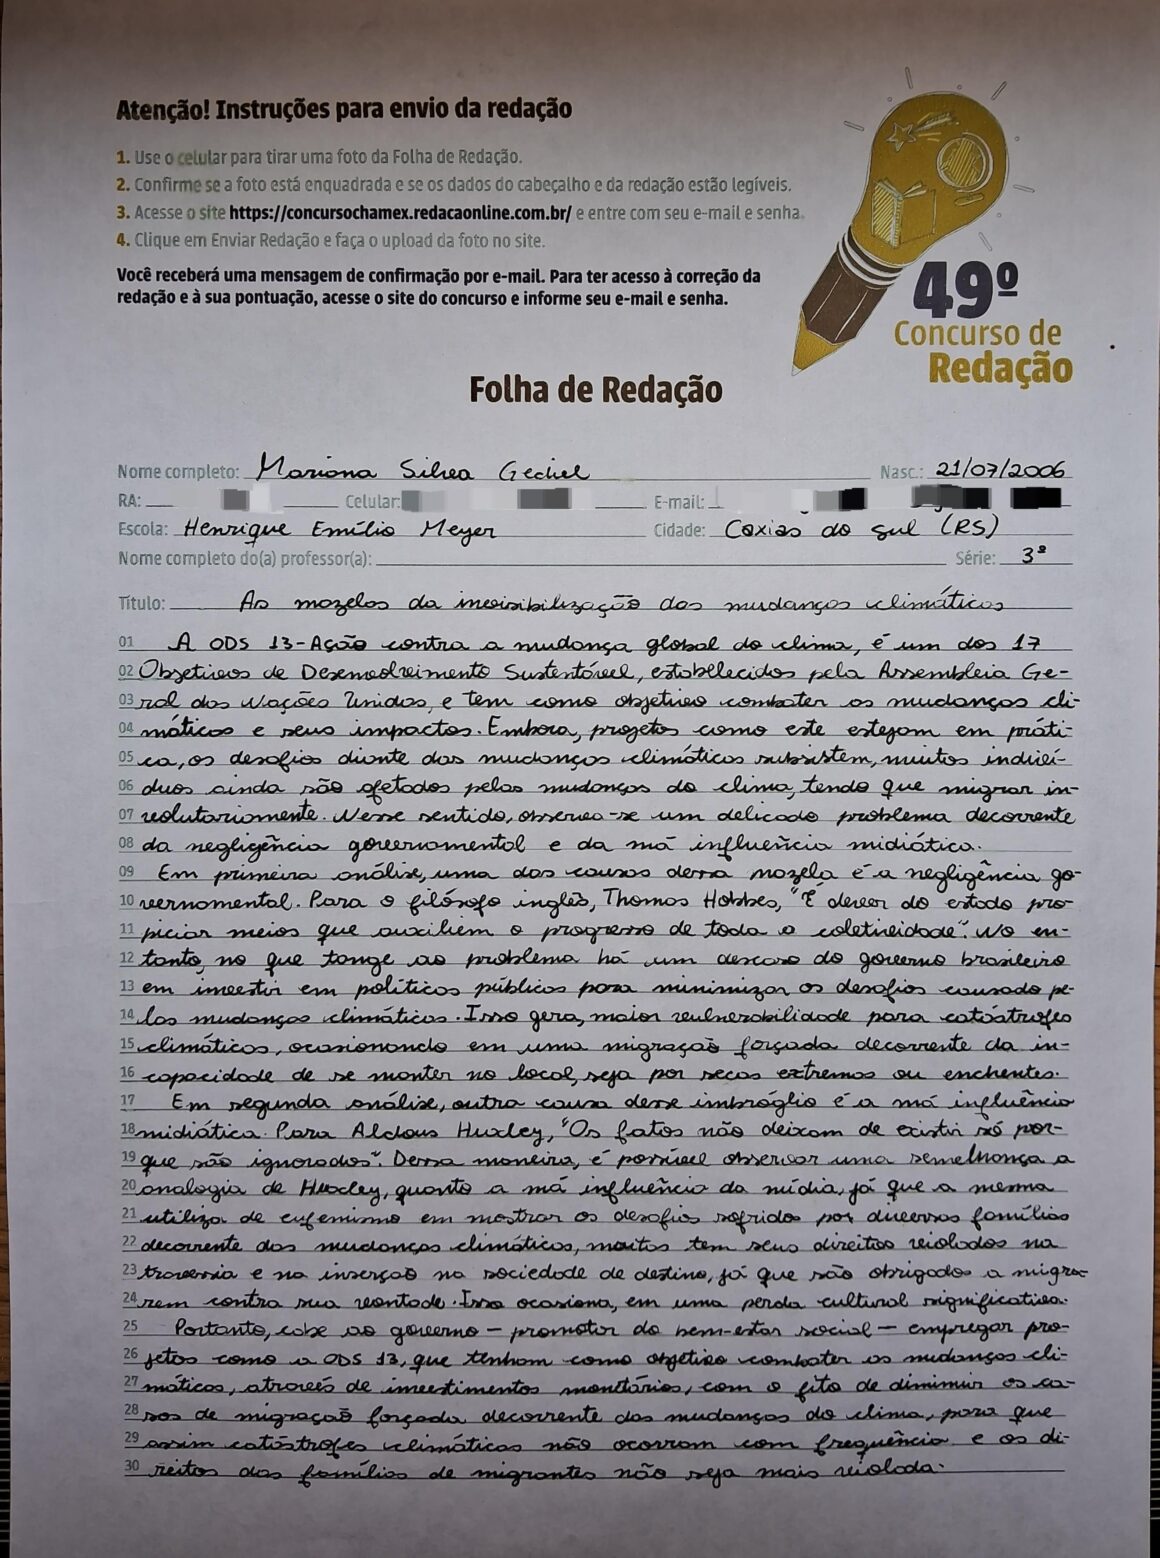 Atenção! Instruções para envio da redação
1. Use o celular para tirar uma foto da Folha de Redação.
2. Confirme se a foto está enquadrada e se os dados do cabeçalho e da redação estão legíveis.
3. Acesse o site https://concursochamex.redacaonline.com.br/ e entre com seu e-mail e senha.
4. Clique em Enviar Redação e faça o upload da foto no site.
Você receberá uma mensagem de confirmação por e-mail. Para ter acesso à correção da
redação e à sua pontuação, acesse o site do concurso e informe seu e-mail e senha.
49º
Concurso de
Redação
Folha de Redação
Nome completo: Mariana Silva Gechel Nasc.: 21/07/2006
RA: Celular: E-mail:
Escola: Henrique Emílio Meyer Cidade: Caxias do Sul (RS)
Nome completo do(a) professor(a): Série: 3ª
Título: As mazelas da invisibilização das mudanças climáticas
01 A ODS 13-Ação contra a mudança global do clima, é um dos 17
02 Objetivos de Desenvolvimento Sustentável, estabelecidos pela Assembleia Ge-
03 ral das Nações Unidas, e tem como objetivo combater as mudanças cli-
04 máticas e seus impactos. Embora, projetos como este estejam em práti-
05 ca, os desafios diante das mudanças climáticas subsistem, muitos indiví-
06 duos ainda são afetados pelas mudanças do clima, tendo que migrar in-
07 volutariamente. Nesse sentido, observa-se um delicado problema decorrente
08 da negligência governamental e da má influência midiática.
09 Em primeira análise, uma das causas dessa mazela é a negligência go-
10 vernamental. Para o filósofo inglês, Thomas Hobbes, "É dever do estado pro-
11 piciar meios que auxiliem o progresso de toda a coletividade". No en-
12 tanto, no que tange ao problema há um descaso do governo brasileiro
13 em investir em políticas públicas para minimizar os desafios causado pe-
14 las mudanças climáticas. Isso gera, maior vulnerabilidade para catástrofes
15 climáticas, ocasionando em uma migração forçada decorrente da in-
16 capacidade de se manter no local, seja por secas extremas ou enchentes.
17 Em segunda análise, outra causa desse imbróglio é a má influência
18 midiática. Para Aldous Huxley, "Os fatos não deixam de existir só por-
19 que são ignorados". Dessa maneira, é possível observar uma semelhança a
20 analogia de Huxley, quanto a má influência da mídia, já que a mesma
21 utiliza de eufemismo em mostrar os desafios sofridos por diversas famílias
22 decorrente das mudanças climáticas, muitas tem seus direitos violados na
23 travessia e na inserção na sociedade de destino, já que são obrigados a migra-
24 rem contra sua vontade. Isso ocasiona, em uma perda cultural significativa.
25 Portanto, cabe ao governo – promotor do bem-estar social – empregar pro-
26 jetos como a ODS 13, que tenham como objetivo combater as mudanças cli-
27 máticas, através de investimentos monetários, com o fito de diminuir os ca-
28 sos de migração forçada decorrente das mudanças do clima, para que
29 assim catástrofes climáticas não ocorram com frequência e os di-
30 reitos das famílias de migrantes não seja mais violada.